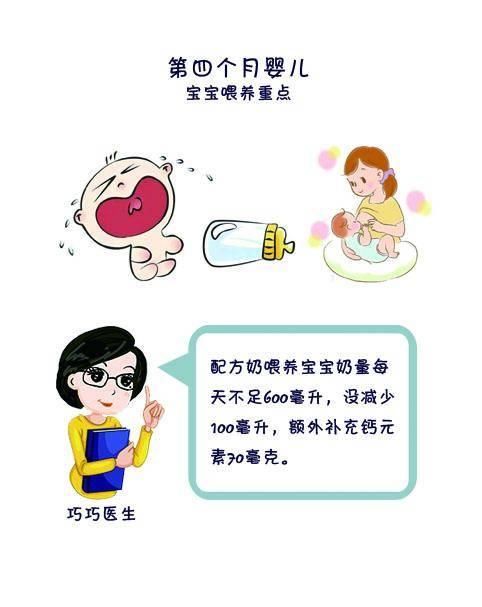 第四个月婴儿
宝宝喂养重点
配方奶喂养宝宝奶量每
天不足600毫升，没减少
100毫升，额外补充钙元
素70毫克。
巧巧医生